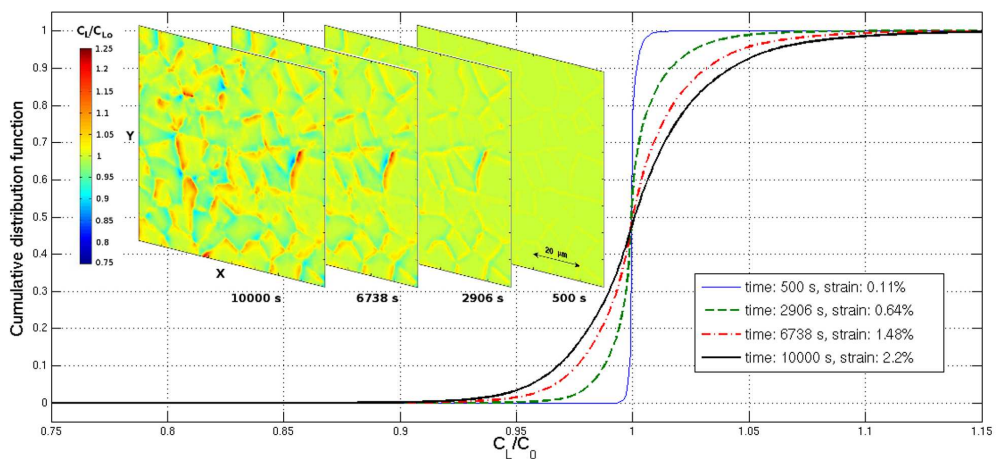 C_L/C_Lo
1.25
1.2
1.15
1.1
1.05
1
0.95
0.9
0.85
0.8
0.75
Y
X
20 µm
10000 s
6738 s
2906 s
500 s
Cumulative distribution function
1
0.9
0.8
0.7
0.6
0.5
0.4
0.3
0.2
0.1
0
time: 500 s, strain: 0.11%
time: 2906 s, strain: 0.64%
time: 6738 s, strain: 1.48%
time: 10000 s, strain: 2.2%
0.75
0.8
0.85
0.9
0.95
1
1.05
1.1
1.15
C_L/C_0